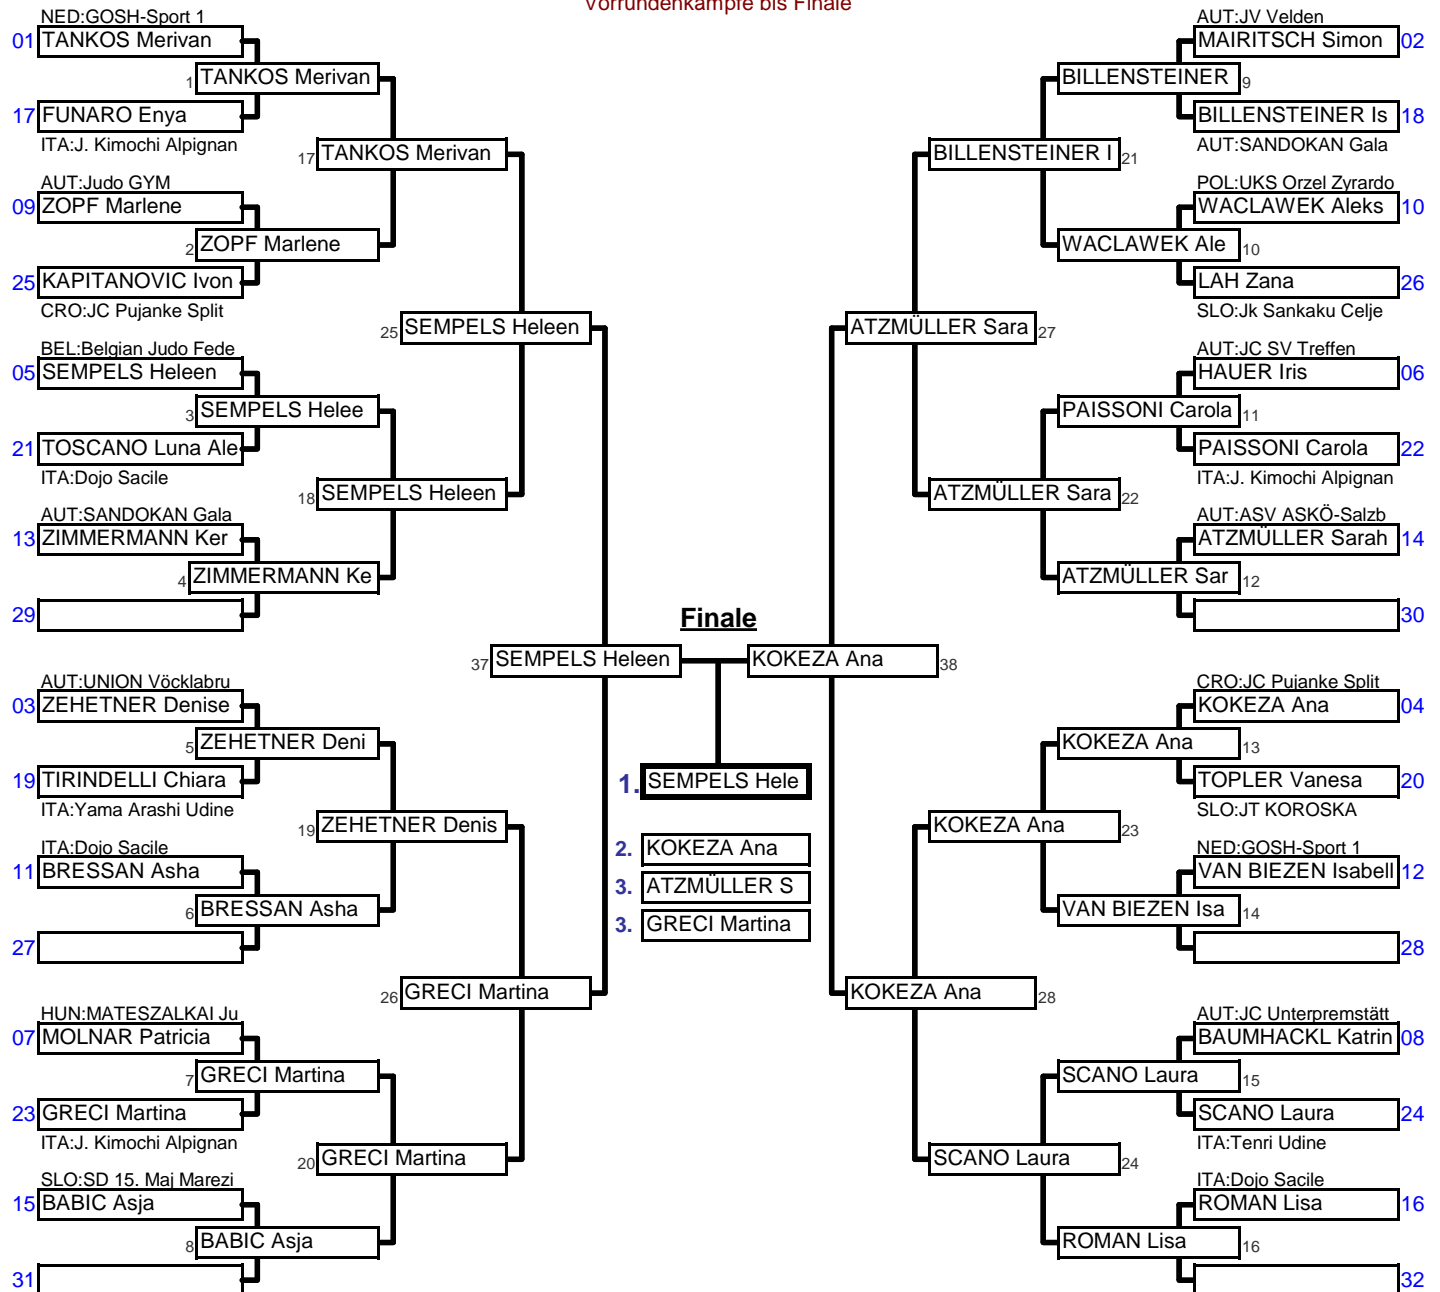 Vorrundenkämpfe bis Finale
NED:GOSH-Sport 1
01 TANKOS Merivan
1 TANKOS Merivan
17 FUNARO Enya
ITA:J. Kimochi Alpignan
17 TANKOS Merivan
AUT:Judo GYM
09 ZOPF Marlene
2 ZOPF Marlene
25 KAPITANOVIC Ivon
CRO:JC Pujanke Split
25 SEMPELS Heleen
BEL:Belgian Judo Fede
05 SEMPELS Heleen
3 SEMPELS Helee
21 TOSCANO Luna Ale
ITA:Dojo Sacile
18 SEMPELS Heleen
AUT:SANDOKAN Gala
13 ZIMMERMANN Ker
4 ZIMMERMANN Ke
29
37 SEMPELS Heleen
AUT:UNION Vöcklabru
03 ZEHETNER Denise
5 ZEHETNER Deni
19 TIRINDELLI Chiara
ITA:Yama Arashi Udine
19 ZEHETNER Denis
ITA:Dojo Sacile
11 BRESSAN Asha
6 BRESSAN Asha
27
26 GRECI Martina
HUN:MATESZALKAI Ju
07 MOLNAR Patricia
7 GRECI Martina
23 GRECI Martina
ITA:J. Kimochi Alpignan
20 GRECI Martina
SLO:SD 15. Maj Marezi
15 BABIC Asja
8 BABIC Asja
31
Finale
1. SEMPELS Hele
2. KOKEZA Ana
3. ATZMÜLLER S
3. GRECI Martina
AUT:JV Velden
MAIRITSCH Simon 02
BILLENSTEINER 9
BILLENSTEINER Is 18
AUT:SANDOKAN Gala
BILLENSTEINER I 21
POL:UKS Orzel Zyrardo
WACLAWEK Aleks 10
WACLAWEK Ale 10
LAH Zana 26
SLO:Jk Sankaku Celje
ATZMÜLLER Sara 27
AUT:JC SV Treffen
HAUER Iris 06
PAISSONI Carola 11
PAISSONI Carola 22
ITA:J. Kimochi Alpignan
ATZMÜLLER Sara 22
AUT:ASV ASKÖ-Salzb
ATZMÜLLER Sarah 14
ATZMÜLLER Sar 12
30
KOKEZA Ana 38
CRO:JC Pujanke Split
KOKEZA Ana 04
KOKEZA Ana 13
TOPLER Vanesa 20
SLO:JT KOROSKA
KOKEZA Ana 23
NED:GOSH-Sport 1
VAN BIEZEN Isabell 12
VAN BIEZEN Isa 14
28
KOKEZA Ana 28
AUT:JC Unterpremstätt
BAUMHACKL Katrin 08
SCANO Laura 15
SCANO Laura 24
ITA:Tenri Udine
SCANO Laura 24
ITA:Dojo Sacile
ROMAN Lisa 16
ROMAN Lisa 16
32